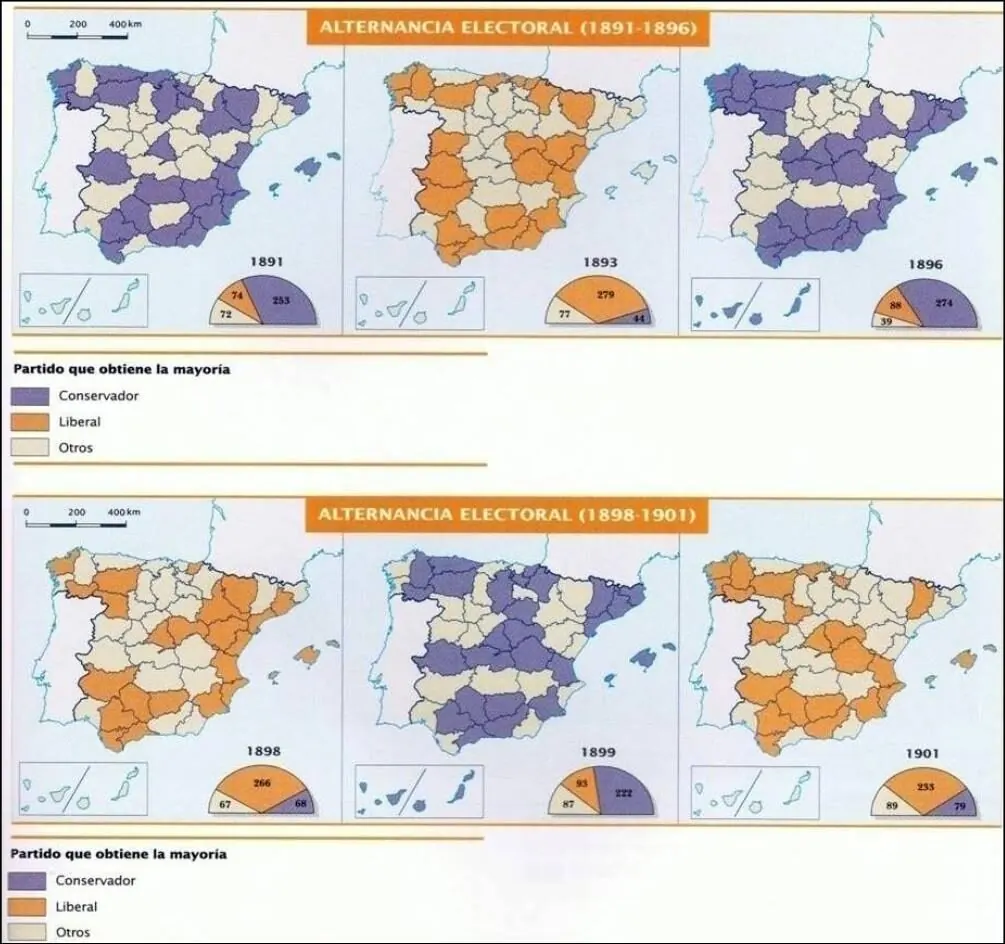 ALTERNANCIA ELECTORAL (1891-1896)
0 200 400 km
1891
74
253
72
1893
279
77
44
1896
88
274
39
Partido que obtiene la mayoría
Conservador
Liberal
Otros
ALTERNANCIA ELECTORAL (1898-1901)
0 200 400 km
1898
266
67
68
1899
93
222
87
1901
233
89
79
Partido que obtiene la mayoría
Conservador
Liberal
Otros